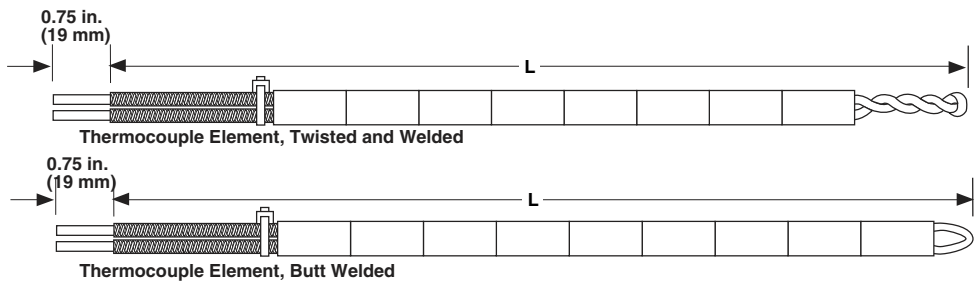 0.75 in.
(19 mm)
L
Thermocouple Element, Twisted and Welded
0.75 in.
(19 mm)
L
Thermocouple Element, Butt Welded